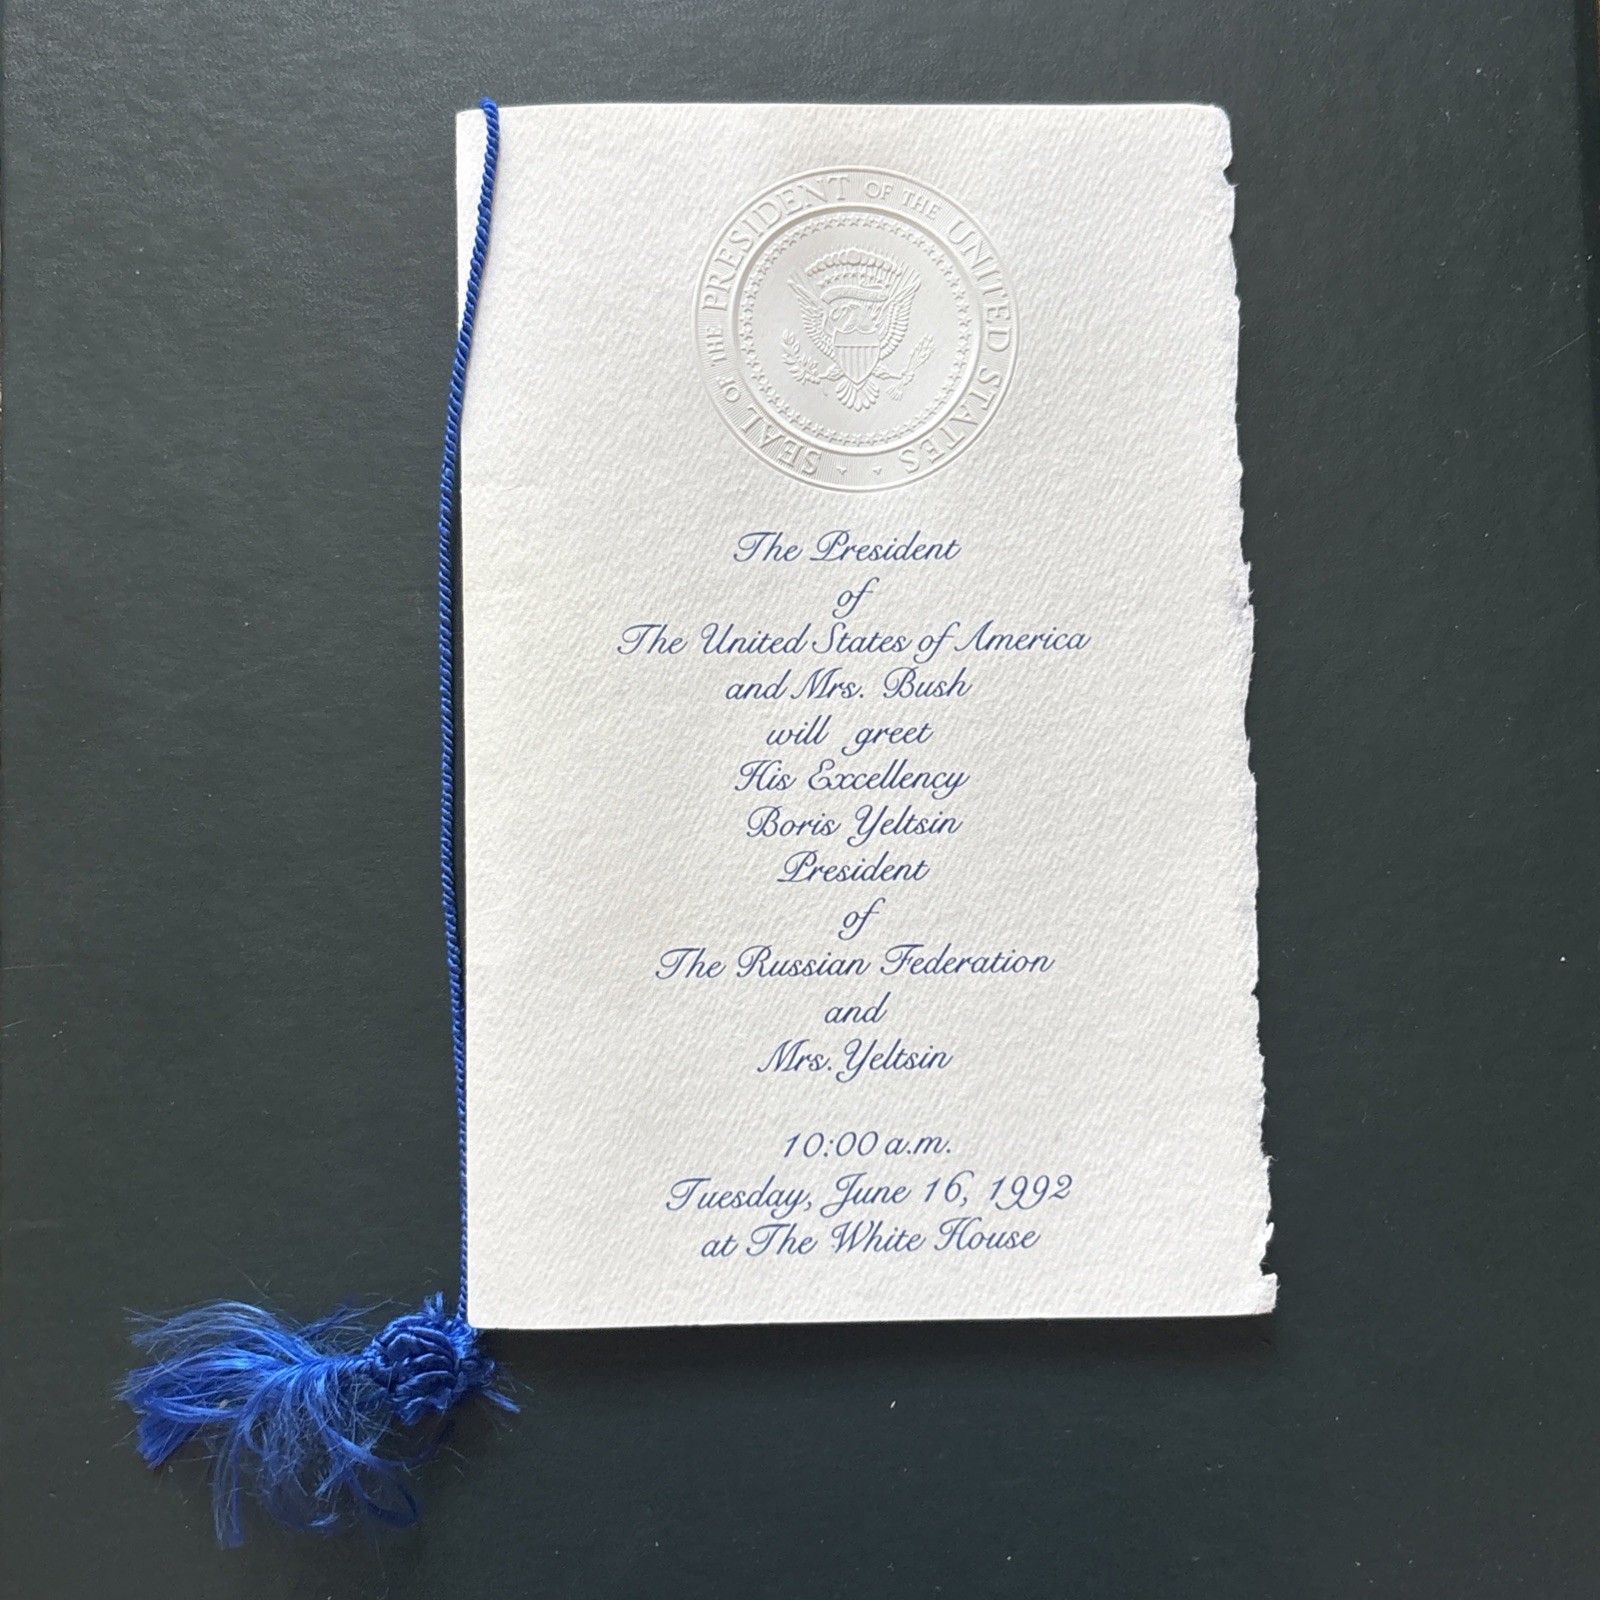 SEAL OF THE PRESIDENT OF THE UNITED STATES
The President
of
The United States of America
and Mrs. Bush
will greet
His Excellency
Boris Yeltsin
President
of
The Russian Federation
and
Mrs. Yeltsin
10:00 a.m.
Tuesday, June 16, 1992
at The White House